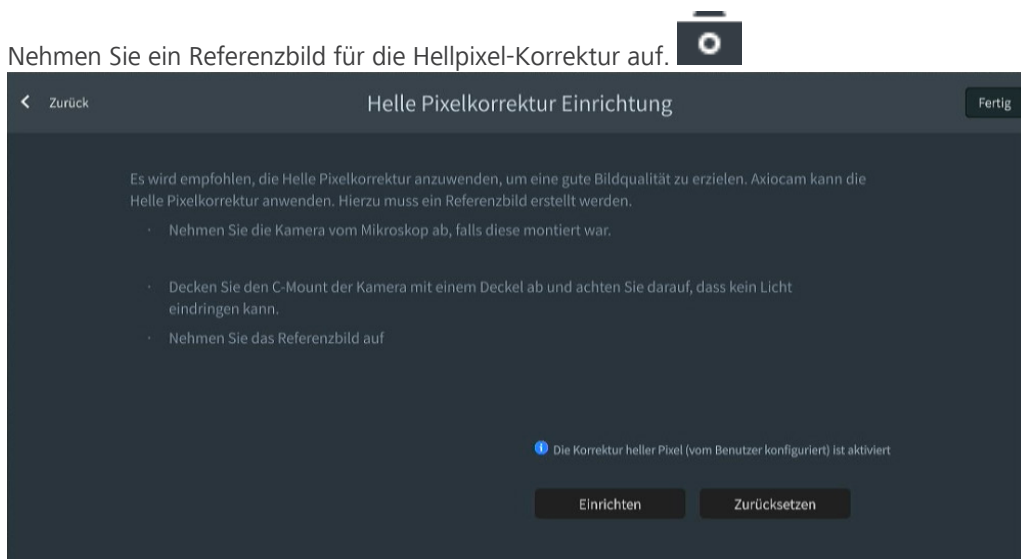 Nehmen Sie ein Referenzbild für die Hellpixel-Korrektur auf.
Zurück
Helle Pixelkorrektur Einrichtung
Fertig
Es wird empfohlen, die Helle Pixelkorrektur anzuwenden, um eine gute Bildqualität zu erzielen. Axiocam kann die
Helle Pixelkorrektur anwenden. Hierzu muss ein Referenzbild erstellt werden.
· Nehmen Sie die Kamera vom Mikroskop ab, falls diese montiert war.
· Decken Sie den C-Mount der Kamera mit einem Deckel ab und achten Sie darauf, dass kein Licht
eindringen kann.
· Nehmen Sie das Referenzbild auf
Die Korrektur heller Pixel (vom Benutzer konfiguriert) ist aktiviert
Einrichten
Zurücksetzen